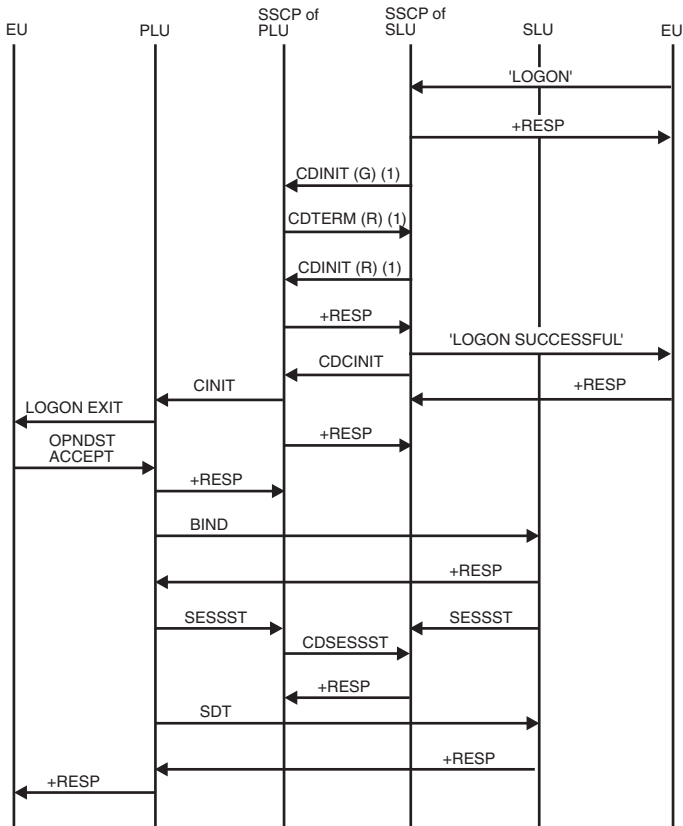 EU PLU SSCP of PLU SSCP of SLU SLU EU
'LOGON'
+RESP
CDINIT (G) (1)
CDTERM (R) (1)
CDINIT (R) (1)
+RESP
'LOGON SUCCESSFUL'
CDCINIT
CINIT
+RESP
LOGON EXIT
+RESP
OPNDST
ACCEPT
+RESP
BIND
+RESP
SESSST SESSST
CDSESSST
+RESP
SDT
+RESP
+RESP